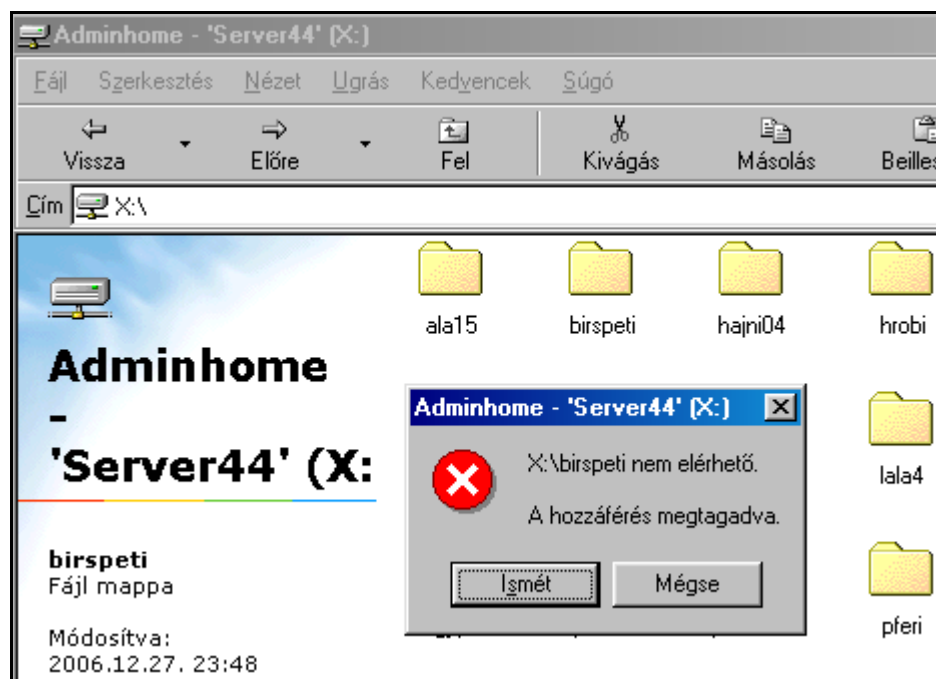 Adminhome - 'Server44' (X:)
Fájl Szerkesztés Nézet Ugrás Kedvencek Súgó
Vissza Előre Fel Kivágás Másolás Beilles
Cím X:\
ala15 birspeti hajni04 hrobi
Adminhome
-
'Server44' (X:
Adminhome - 'Server44' (X:)
X:\birspeti nem elérhető.
A hozzáférés megtagadva.
Ismét Mégse
lala4
pferi
birspeti
Fájl mappa
Módosítva:
2006.12.27. 23:48